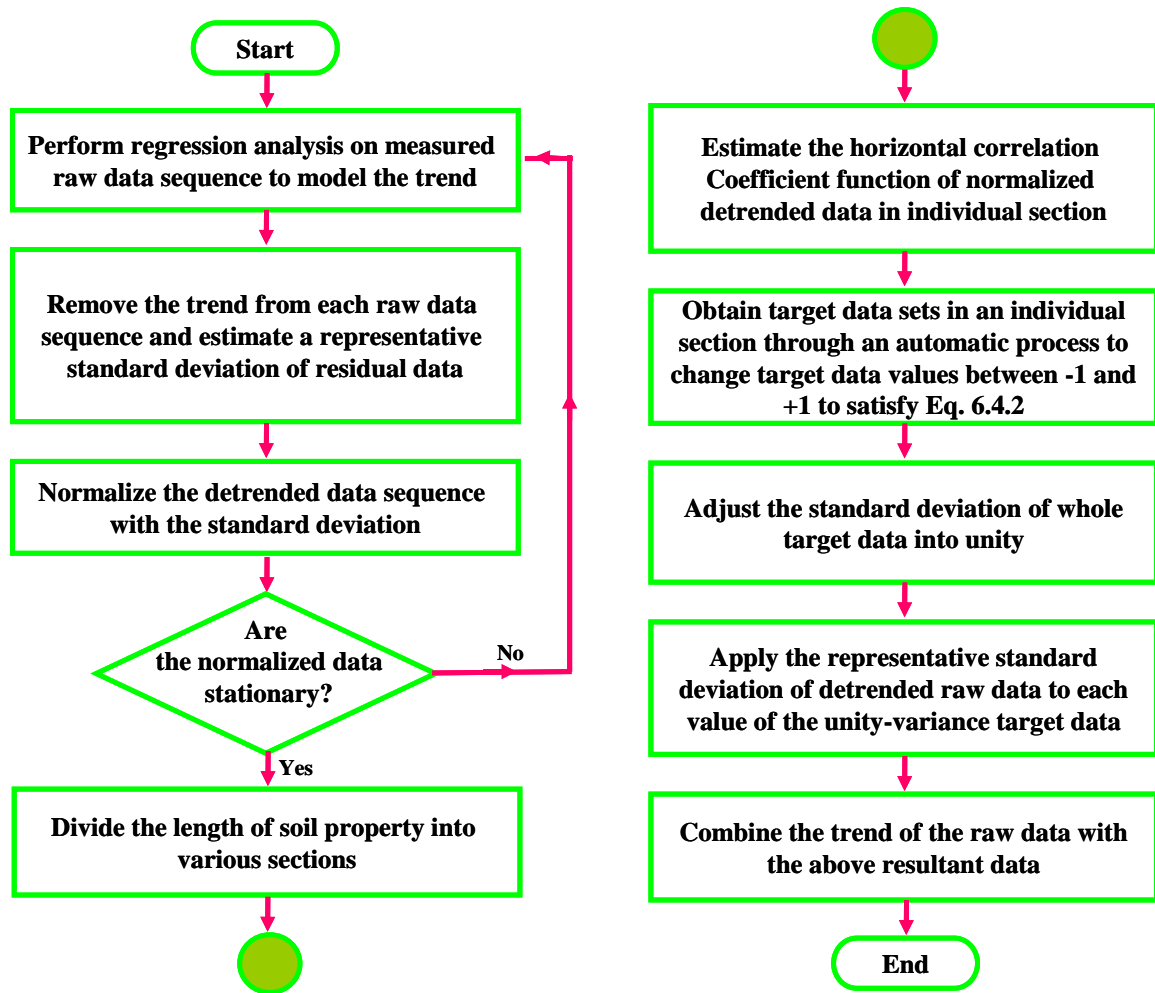 Start
Perform regression analysis on measured
raw data sequence to model the trend
Remove the trend from each raw data
sequence and estimate a representative
standard deviation of residual data
Normalize the detrended data sequence
with the standard deviation
Are
the normalized data
stationary?
No
Yes
Divide the length of soil property into
various sections
Estimate the horizontal correlation
Coefficient function of normalized
detrended data in individual section
Obtain target data sets in an individual
section through an automatic process to
change target data values between -1 and
+1 to satisfy Eq. 6.4.2
Adjust the standard deviation of whole
target data into unity
Apply the representative standard
deviation of detrended raw data to each
value of the unity-variance target data
Combine the trend of the raw data with
the above resultant data
End